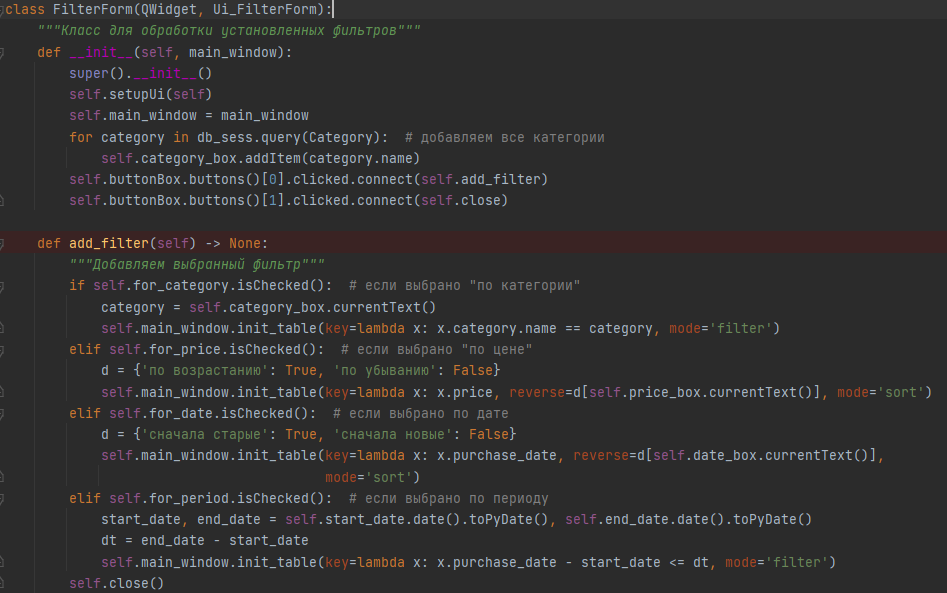 class FilterForm(QWidget, Ui_FilterForm):
    """Класс для обработки установленных фильтров"""
    def __init__(self, main_window):
        super().__init__()
        self.setupUi(self)
        self.main_window = main_window
        for category in db_sess.query(Category):  # добавляем все категории
            self.category_box.addItem(category.name)
        self.buttonBox.buttons()[0].clicked.connect(self.add_filter)
        self.buttonBox.buttons()[1].clicked.connect(self.close)

    def add_filter(self) -> None:
        """Добавляем выбранный фильтр"""
        if self.for_category.isChecked():  # если выбрано "по категории"
            category = self.category_box.currentText()
            self.main_window.init_table(key=lambda x: x.category.name == category, mode='filter')
        elif self.for_price.isChecked():  # если выбрано "по цене"
            d = {'по возрастанию': True, 'по убыванию': False}
            self.main_window.init_table(key=lambda x: x.price, reverse=d[self.price_box.currentText()], mode='sort')
        elif self.for_date.isChecked():  # если выбрано по дате
            d = {'сначала старые': True, 'сначала новые': False}
            self.main_window.init_table(key=lambda x: x.purchase_date, reverse=d[self.date_box.currentText()],
                                        mode='sort')
        elif self.for_period.isChecked():  # если выбрано по периоду
            start_date, end_date = self.start_date.date().toPyDate(), self.end_date.date().toPyDate()
            dt = end_date - start_date
            self.main_window.init_table(key=lambda x: x.purchase_date - start_date <= dt, mode='filter')
        self.close()